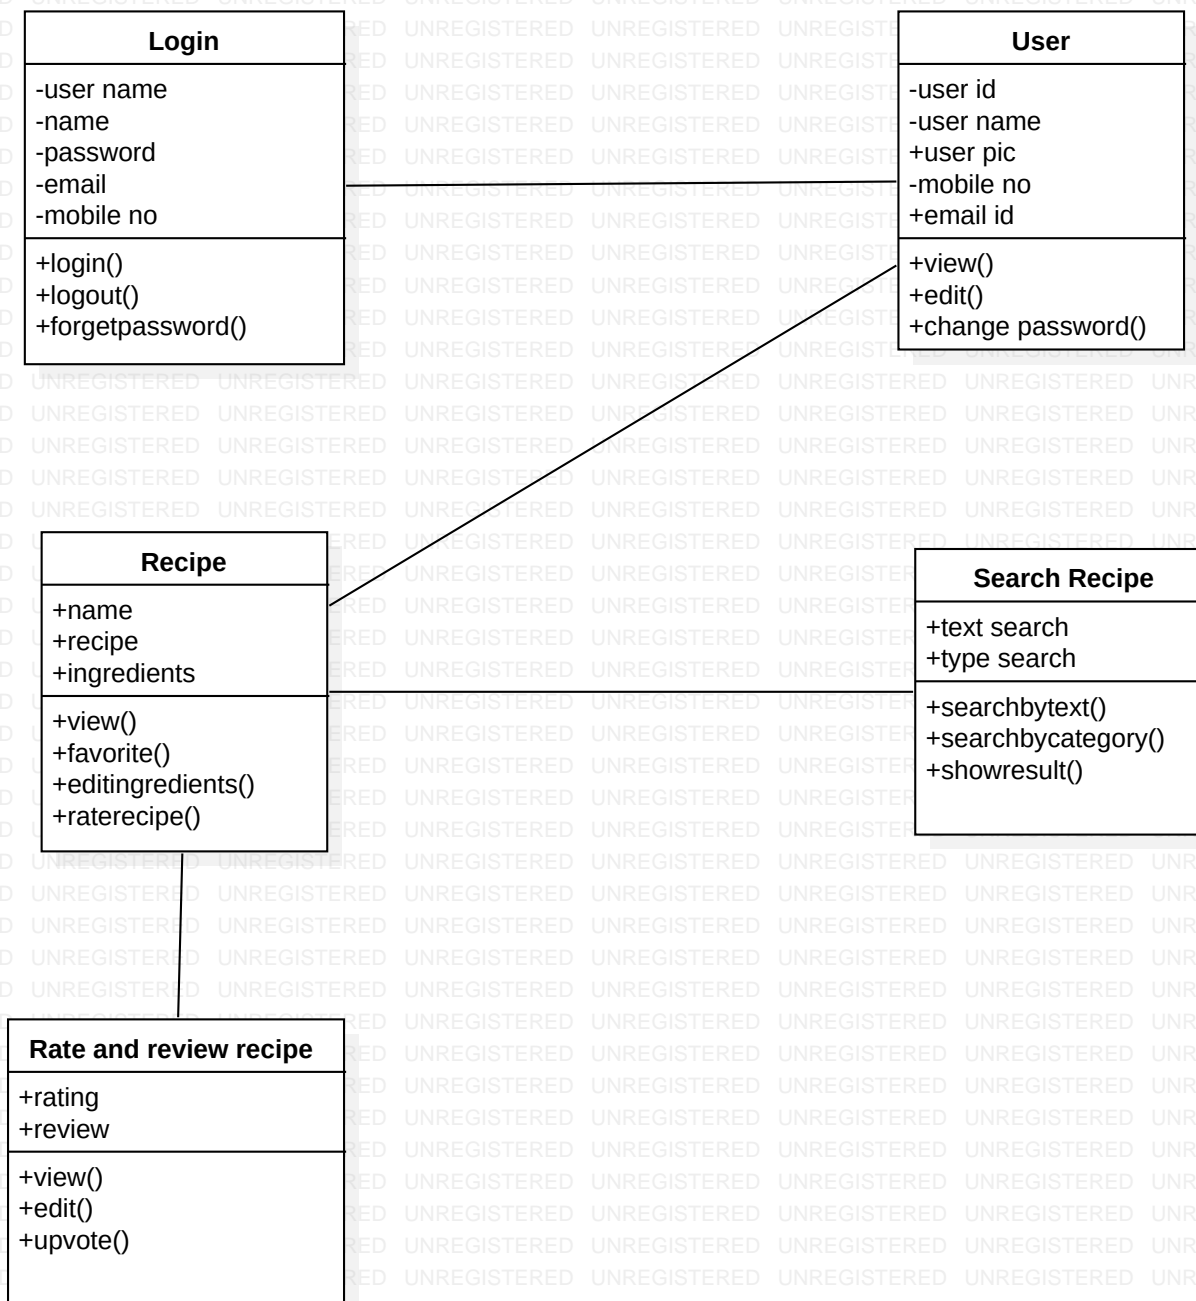 Login
-user name
-name
-password
-email
-mobile no
+login()
+logout()
+forgetpassword()
User
-user id
-user name
+user pic
-mobile no
+email id
+view()
+edit()
+change password()
Recipe
+name
+recipe
+ingredients
+view()
+favorite()
+editingredients()
+raterecipe()
Search Recipe
+text search
+type search
+searchbytext()
+searchbycategory()
+showresult()
Rate and review recipe
+rating
+review
+view()
+edit()
+upvote()
UNREGISTERED